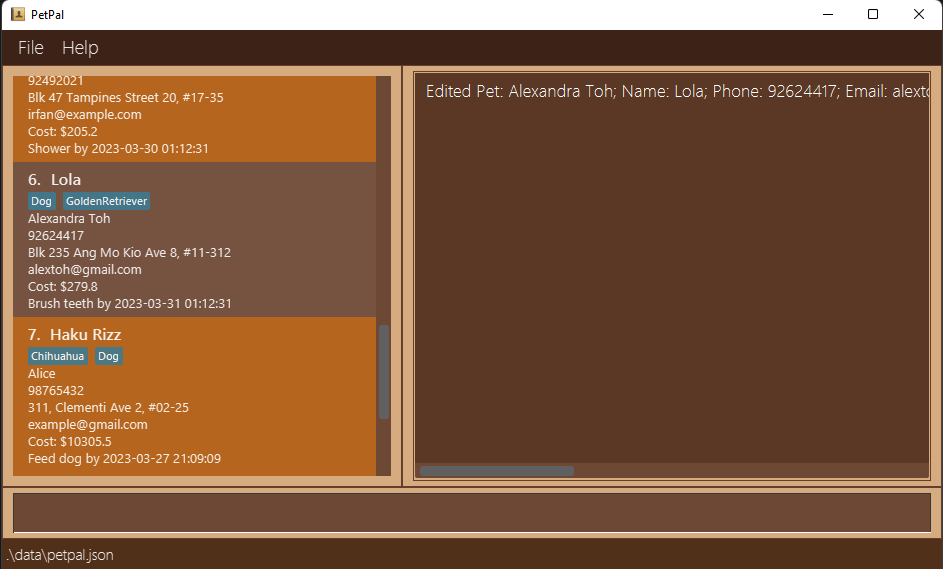 PetPal
File Help
92492021
Blk 47 Tampines Street 20, #17-35
irfan@example.com
Cost: $205.2
Shower by 2023-03-30 01:12:31
6. Lola
Dog GoldenRetriever
Alexandra Toh
92624417
Blk 235 Ang Mo Kio Ave 8, #11-312
alextoh@gmail.com
Cost: $279.8
Brush teeth by 2023-03-31 01:12:31
7. Haku Rizz
Chihuahua Dog
Alice
98765432
311, Clementi Ave 2, #02-25
example@gmail.com
Cost: $10305.5
Feed dog by 2023-03-27 21:09:09
Edited Pet: Alexandra Toh; Name: Lola; Phone: 92624417; Email: alexto
.\data\petpal.json